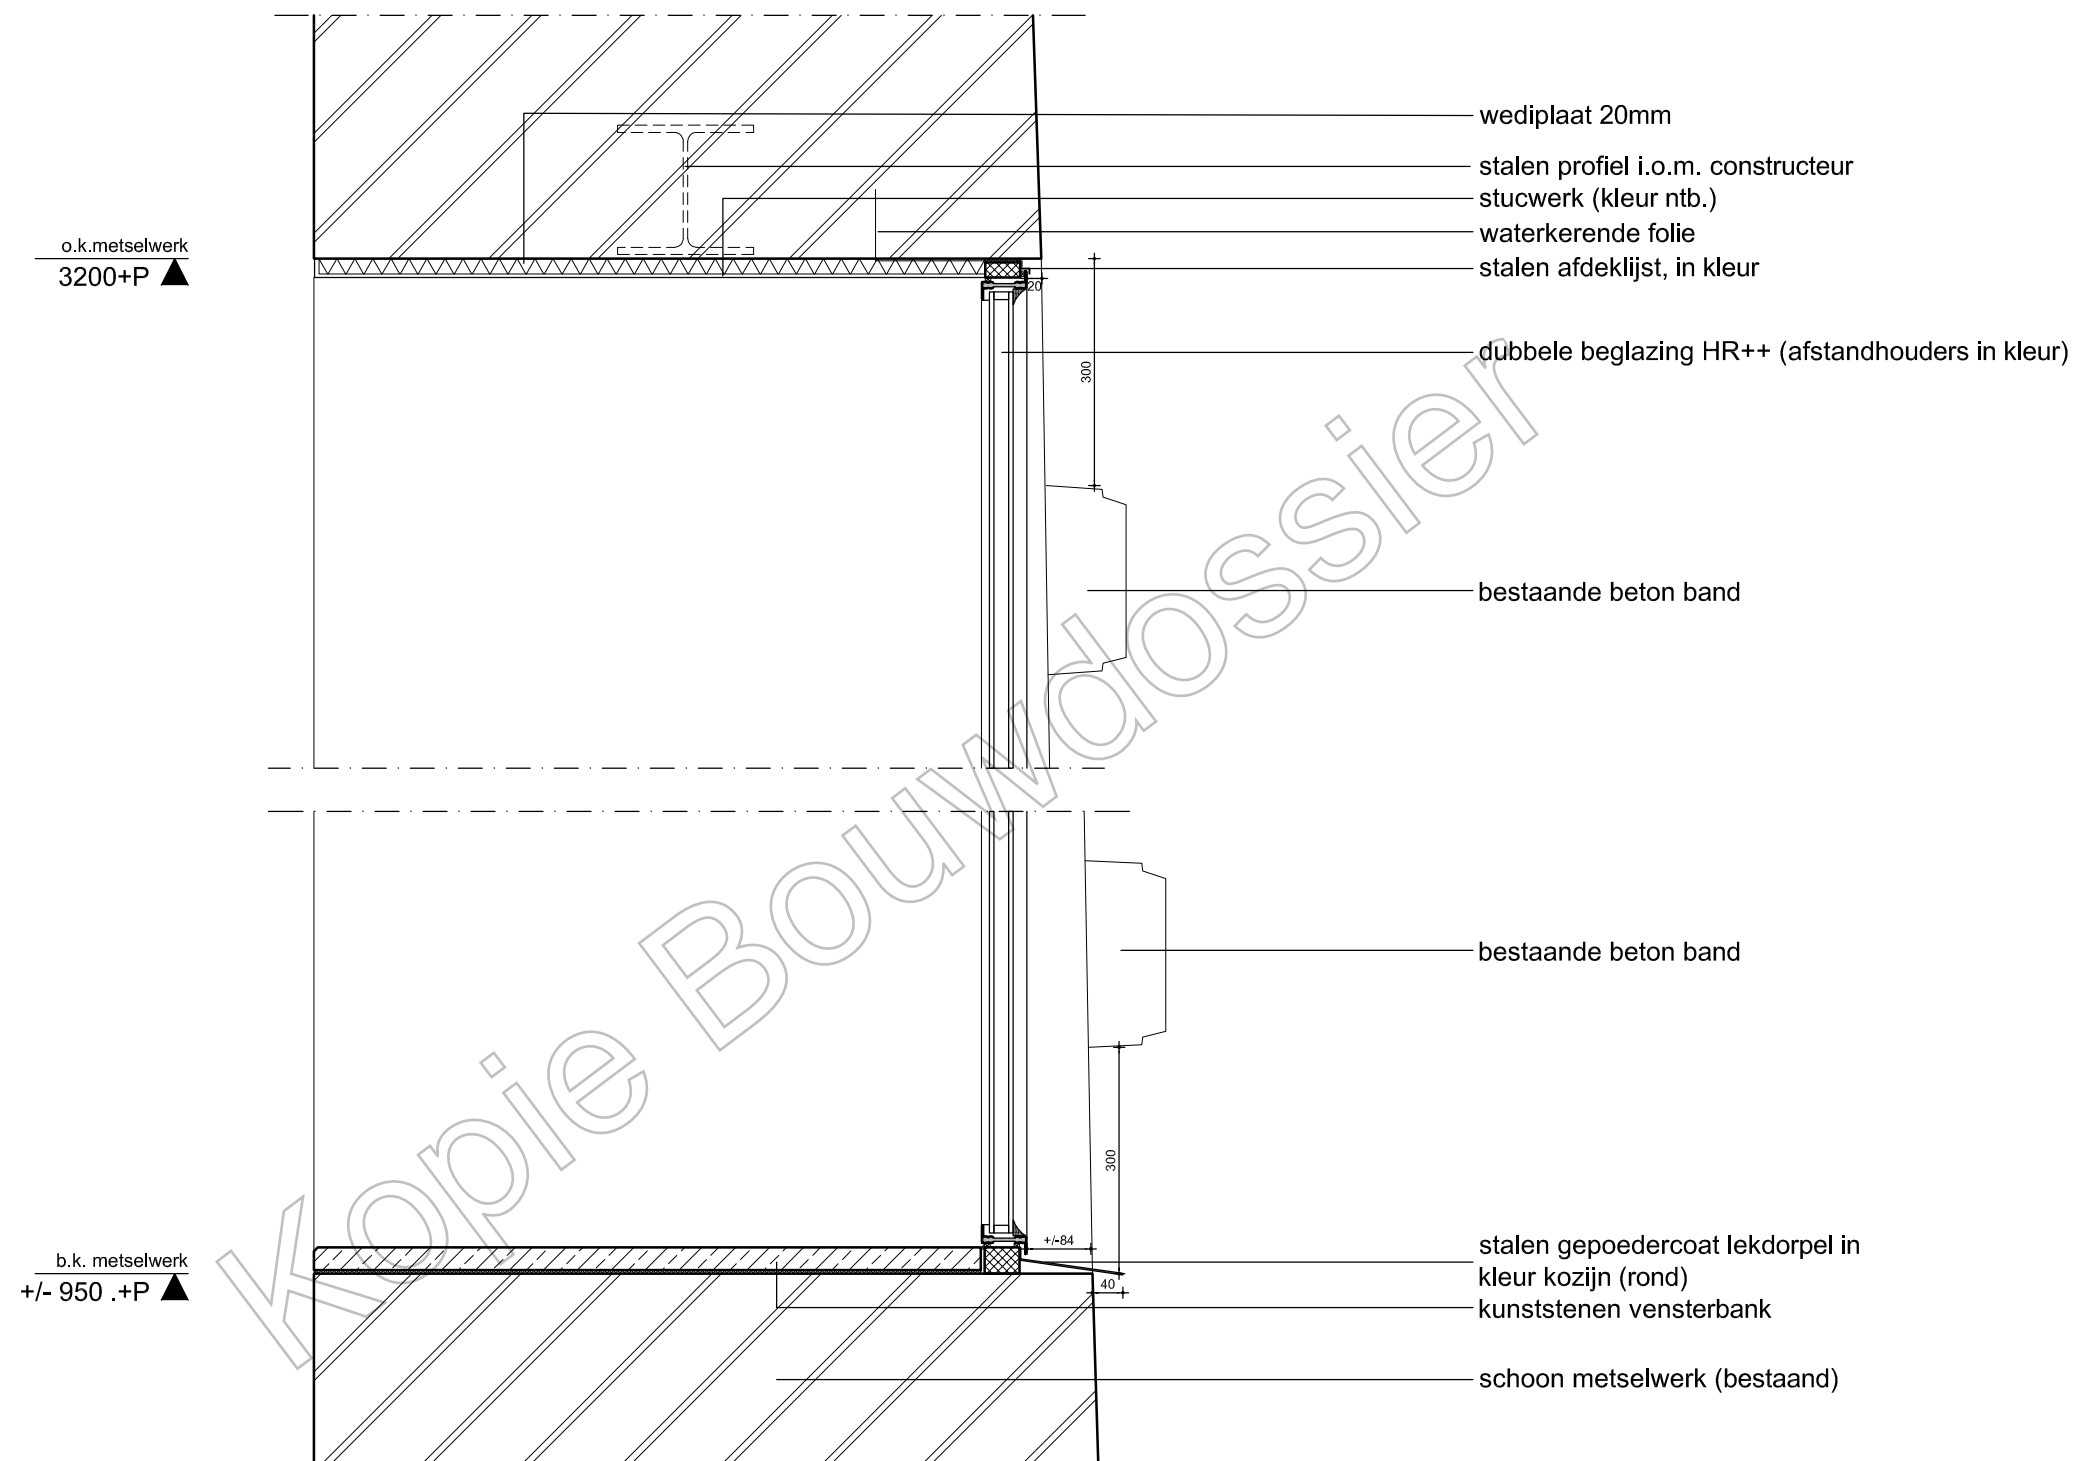 wediplaat 20mm
stalen profiel i.o.m. constructeur
stucwerk (kleur ntb.)
waterkerende folie
stalen afdeklijst, in kleur
o.k.metselwerk
3200+P
20
dubbele beglazing HR++ (afstandhouders in kleur)
300
bestaande beton band
bestaande beton band
Kopie Bouwdossier
300
+/-84
stalen gepoedercoat lekdorpel in
kleur kozijn (rond)
b.k. metselwerk
+/- 950 .+P
40
kunststenen vensterbank
schoon metselwerk (bestaand)